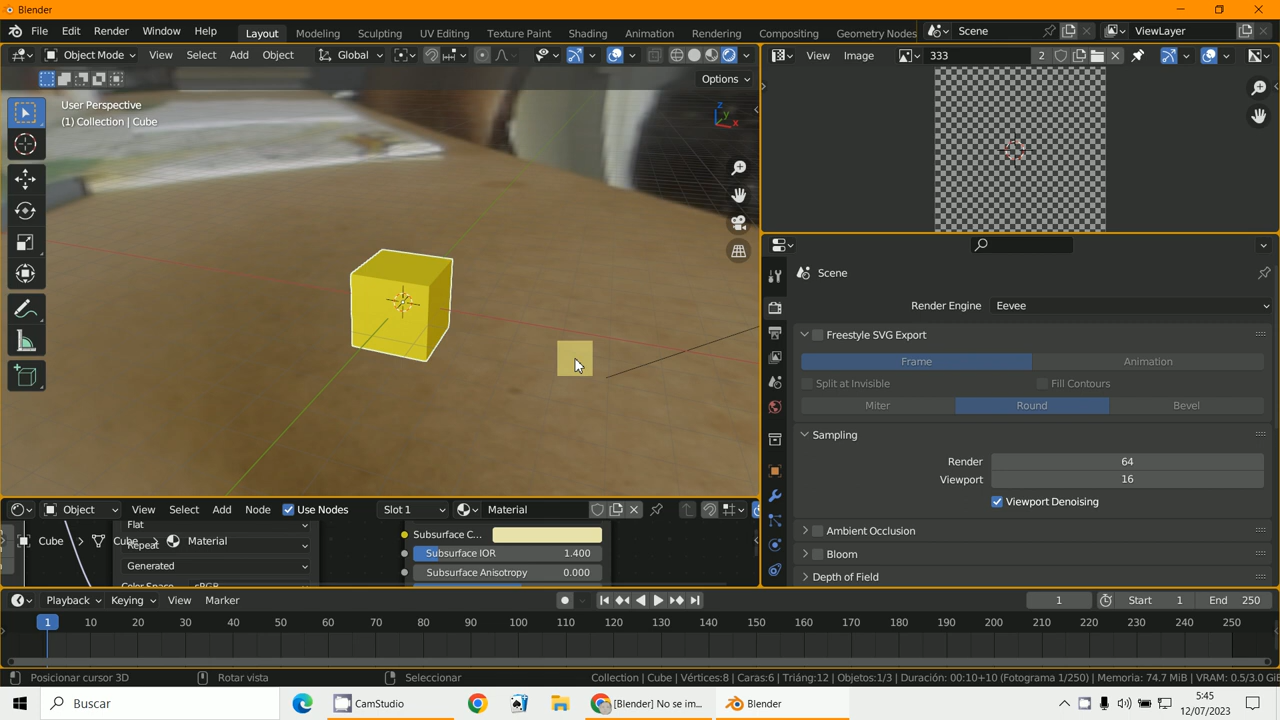 Blender
File Edit Render Window Help
Layout Modeling Sculpting UV Editing Texture Paint Shading Animation Rendering Compositing Geometry Nodes
Scene
ViewLayer
Object Mode View Select Add Object Global
View Image 333 2
Options
User Perspective
(1) Collection | Cube
Z Y X
Scene
Render Engine Eevee
Freestyle SVG Export
Frame Animation
Split at Invisible Fill Contours
Miter Round Bevel
Sampling
Render 64
Viewport 16
Viewport Denoising
Ambient Occlusion
Bloom
Depth of Field
Object View Select Add Node Use Nodes Slot 1 Material
Flat
Cube Cube Material
Repeat
Generated
Color Space sRGB
Subsurface C...
Subsurface IOR 1.400
Subsurface Anisotropy 0.000
Playback Keying View Marker
1 Start 1 End 250
1 10 20 30 40 50 60 70 80 90 100 110 120 130 140 150 160 170 180 190 200 210 220 230 240 250
Posicionar cursor 3D Rotar vista Seleccionar
Collection | Cube | Vértices:8 | Caras:6 | Triáng:12 | Objetos:1/3 | Duración: 00:10+10 (Fotograma 1/250) | Memoria: 74.7 MiB | VRAM: 0.5/3.0 GiB
Buscar
CamStudio
[Blender] No se im...
Blender
5:45
12/07/2023